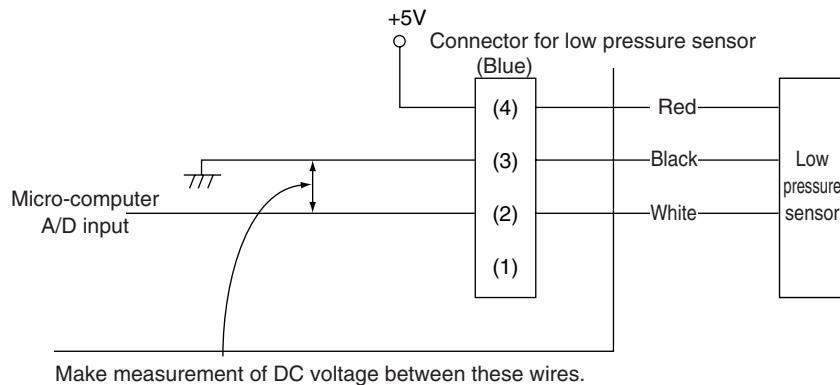 +5V
Connector for low pressure sensor
(Blue)
(4)
Red
(3)
Black
Low
pressure
sensor
Micro-computer
A/D input
(2)
White
(1)
Make measurement of DC voltage between these wires.